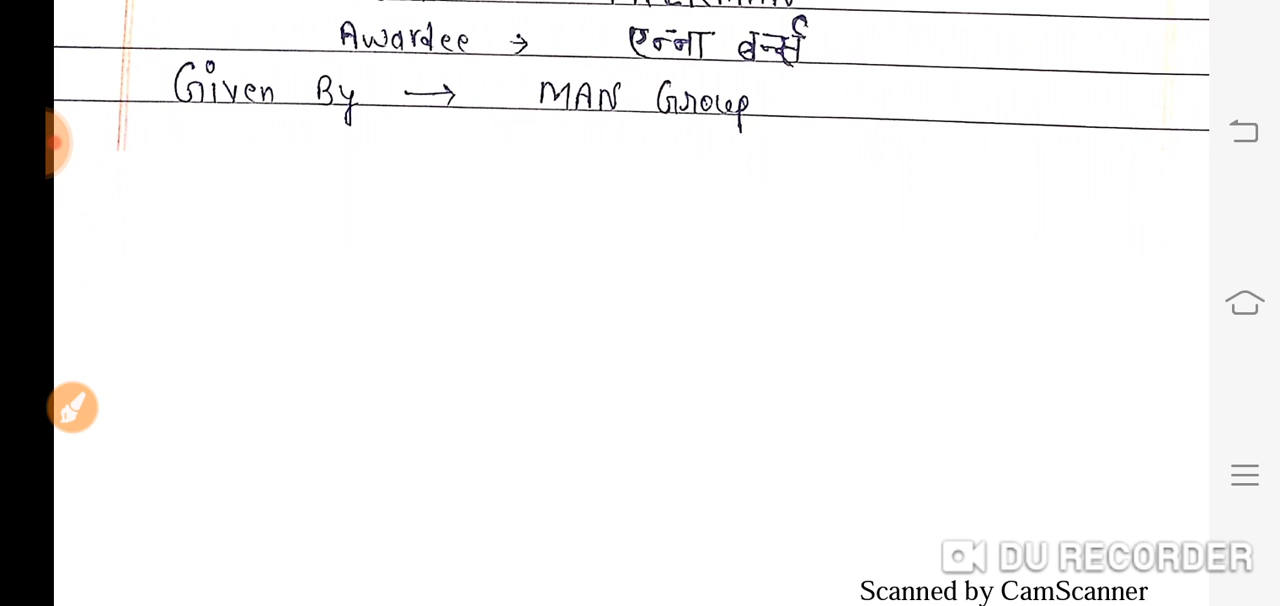 Awardee → एन्ना बर्न्स
Given By → MAN Group
DU RECORDER
Scanned by CamScanner